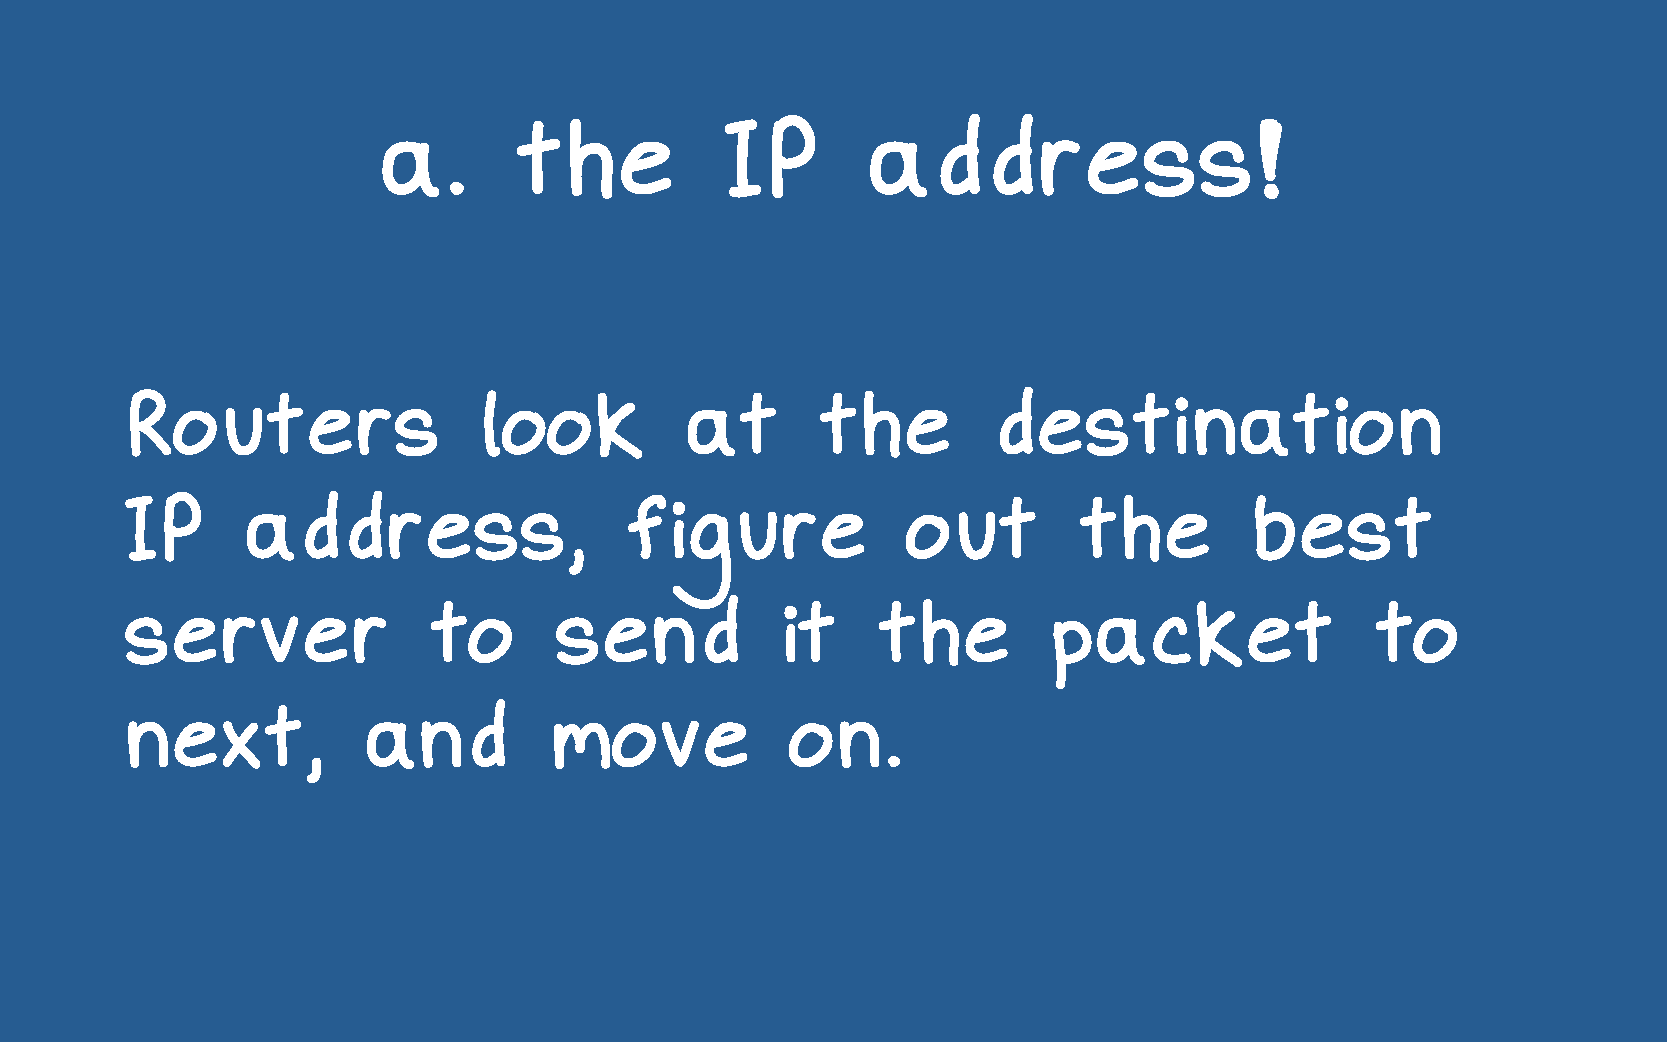 a. the IP address!
Routers look at the destination
IP address, figure out the best
server to send it the packet to
next, and move on.